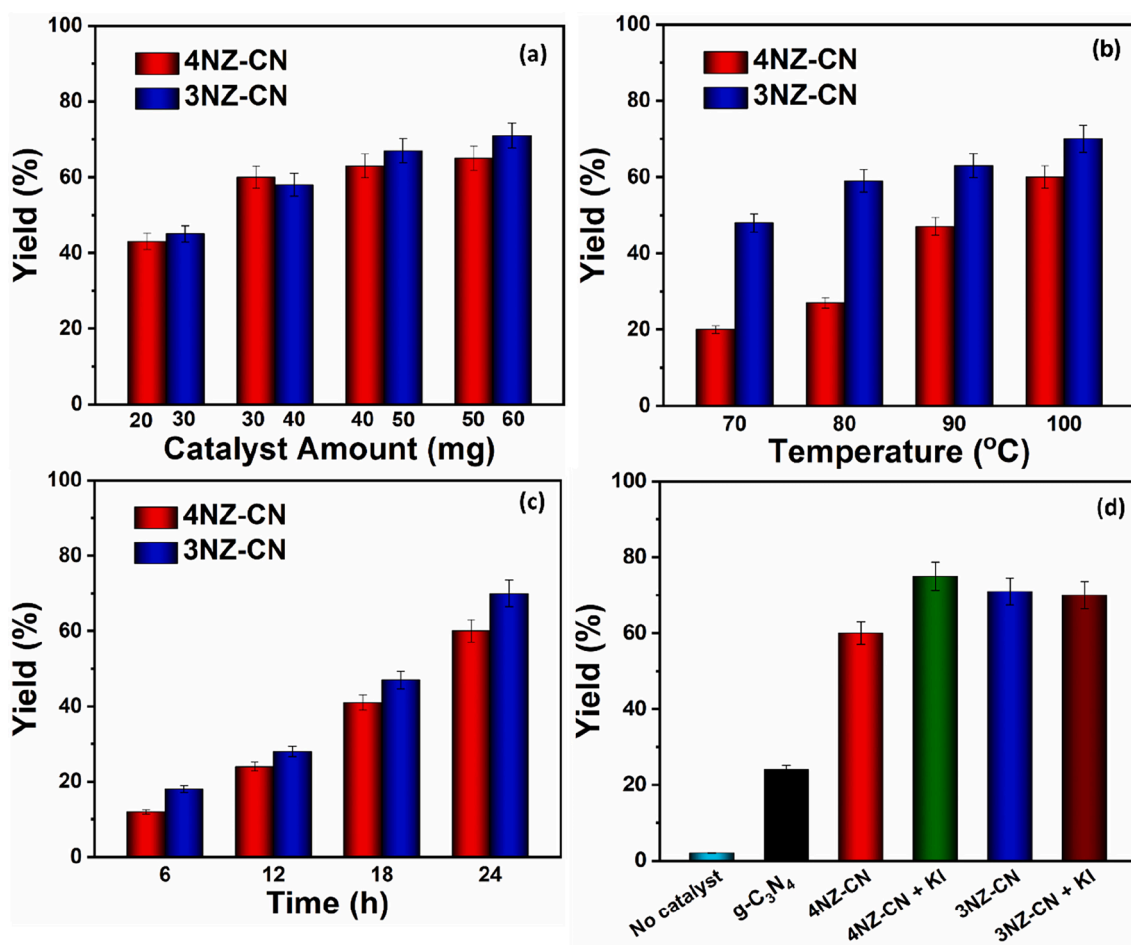 (a)
4NZ-CN
3NZ-CN
Yield (%)
100
80
60
40
20
0
20 30 30 40 40 50 50 60
Catalyst Amount (mg)
(b)
4NZ-CN
3NZ-CN
Yield (%)
100
80
60
40
20
0
70 80 90 100
Temperature (ºC)
(c)
4NZ-CN
3NZ-CN
Yield (%)
100
80
60
40
20
0
6 12 18 24
Time (h)
(d)
Yield (%)
100
80
60
40
20
0
No catalyst
g-C₃N₄
4NZ-CN
4NZ-CN + KI
3NZ-CN
3NZ-CN + KI